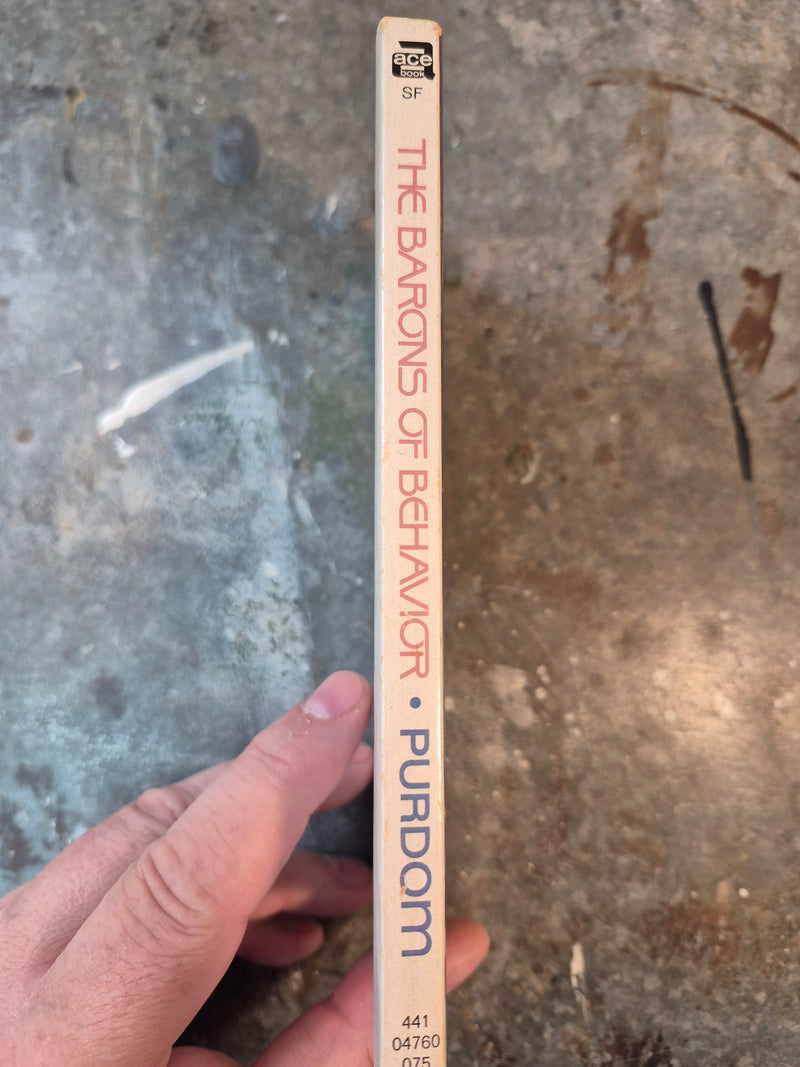 ace
book
SF
THE BARONS OF BEHAVIOR • PURDOM
441
04760
075